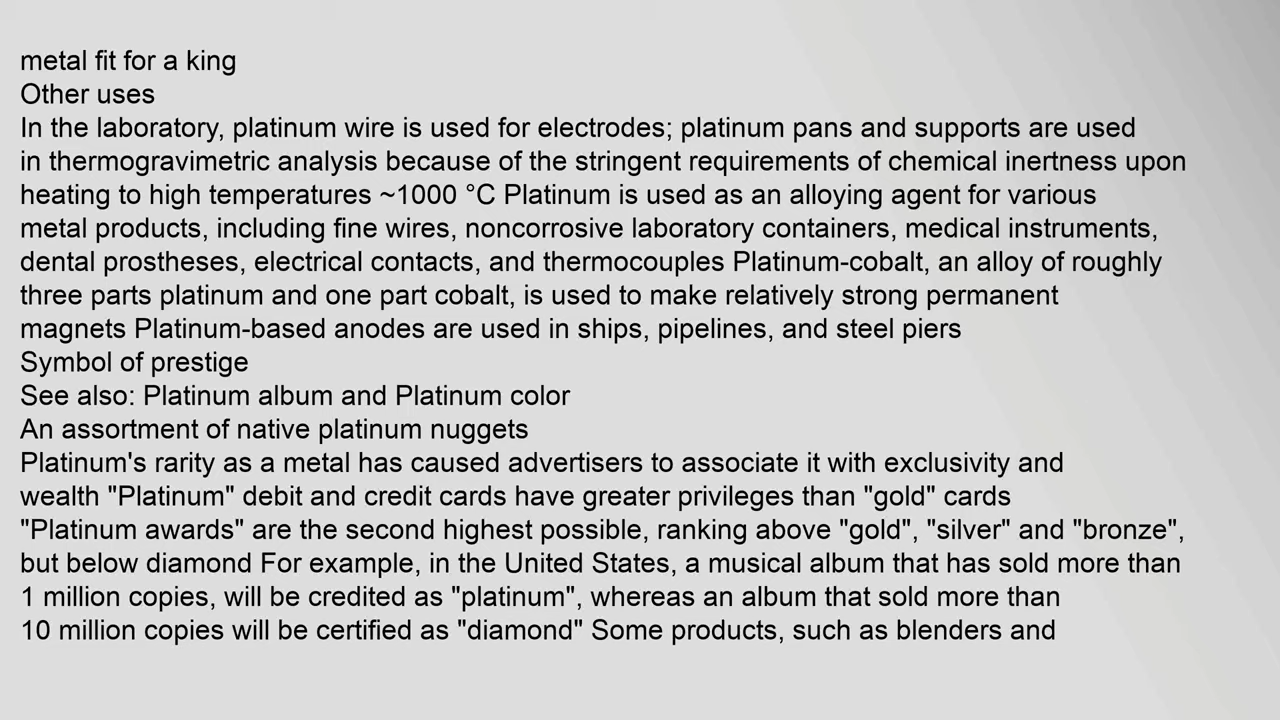 metal fit for a king
Other uses
In the laboratory, platinum wire is used for electrodes; platinum pans and supports are used
in thermogravimetric analysis because of the stringent requirements of chemical inertness upon
heating to high temperatures ~1000 °C Platinum is used as an alloying agent for various
metal products, including fine wires, noncorrosive laboratory containers, medical instruments,
dental prostheses, electrical contacts, and thermocouples Platinum-cobalt, an alloy of roughly
three parts platinum and one part cobalt, is used to make relatively strong permanent
magnets Platinum-based anodes are used in ships, pipelines, and steel piers
Symbol of prestige
See also: Platinum album and Platinum color
An assortment of native platinum nuggets
Platinum's rarity as a metal has caused advertisers to associate it with exclusivity and
wealth "Platinum" debit and credit cards have greater privileges than "gold" cards
"Platinum awards" are the second highest possible, ranking above "gold", "silver" and "bronze",
but below diamond For example, in the United States, a musical album that has sold more than
1 million copies, will be credited as "platinum", whereas an album that sold more than
10 million copies will be certified as "diamond" Some products, such as blenders and